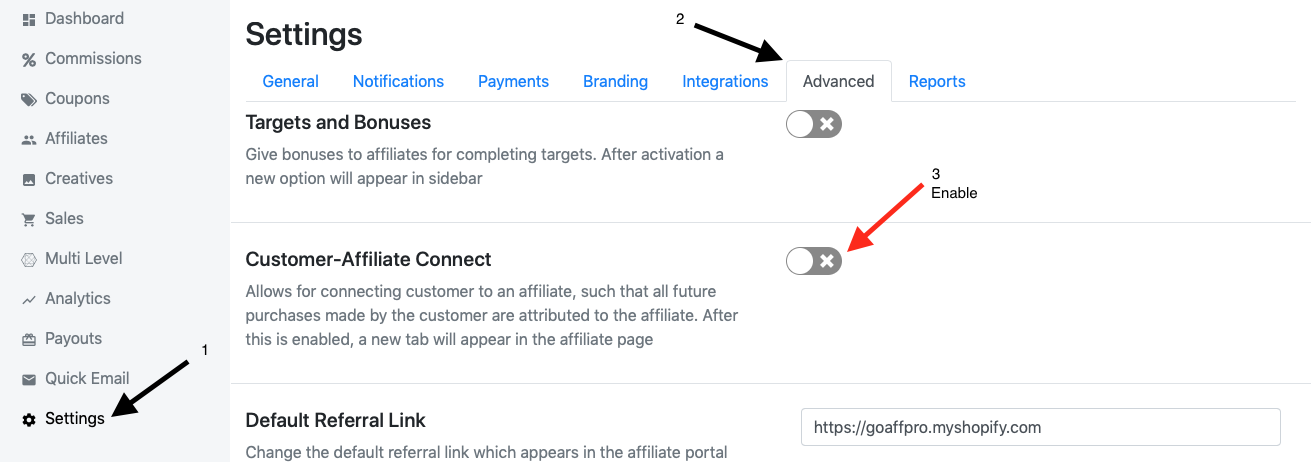 Dashboard
Commissions
Coupons
Affiliates
Creatives
Sales
Multi Level
Analytics
Payouts
Quick Email
Settings
1
Settings
2
General Notifications Payments Branding Integrations Advanced Reports
Targets and Bonuses
Give bonuses to affiliates for completing targets. After activation a
new option will appear in sidebar
3
Enable
Customer-Affiliate Connect
Allows for connecting customer to an affiliate, such that all future
purchases made by the customer are attributed to the affiliate. After
this is enabled, a new tab will appear in the affiliate page
Default Referral Link
https://goaffpro.myshopify.com
Change the default referral link which appears in the affiliate portal